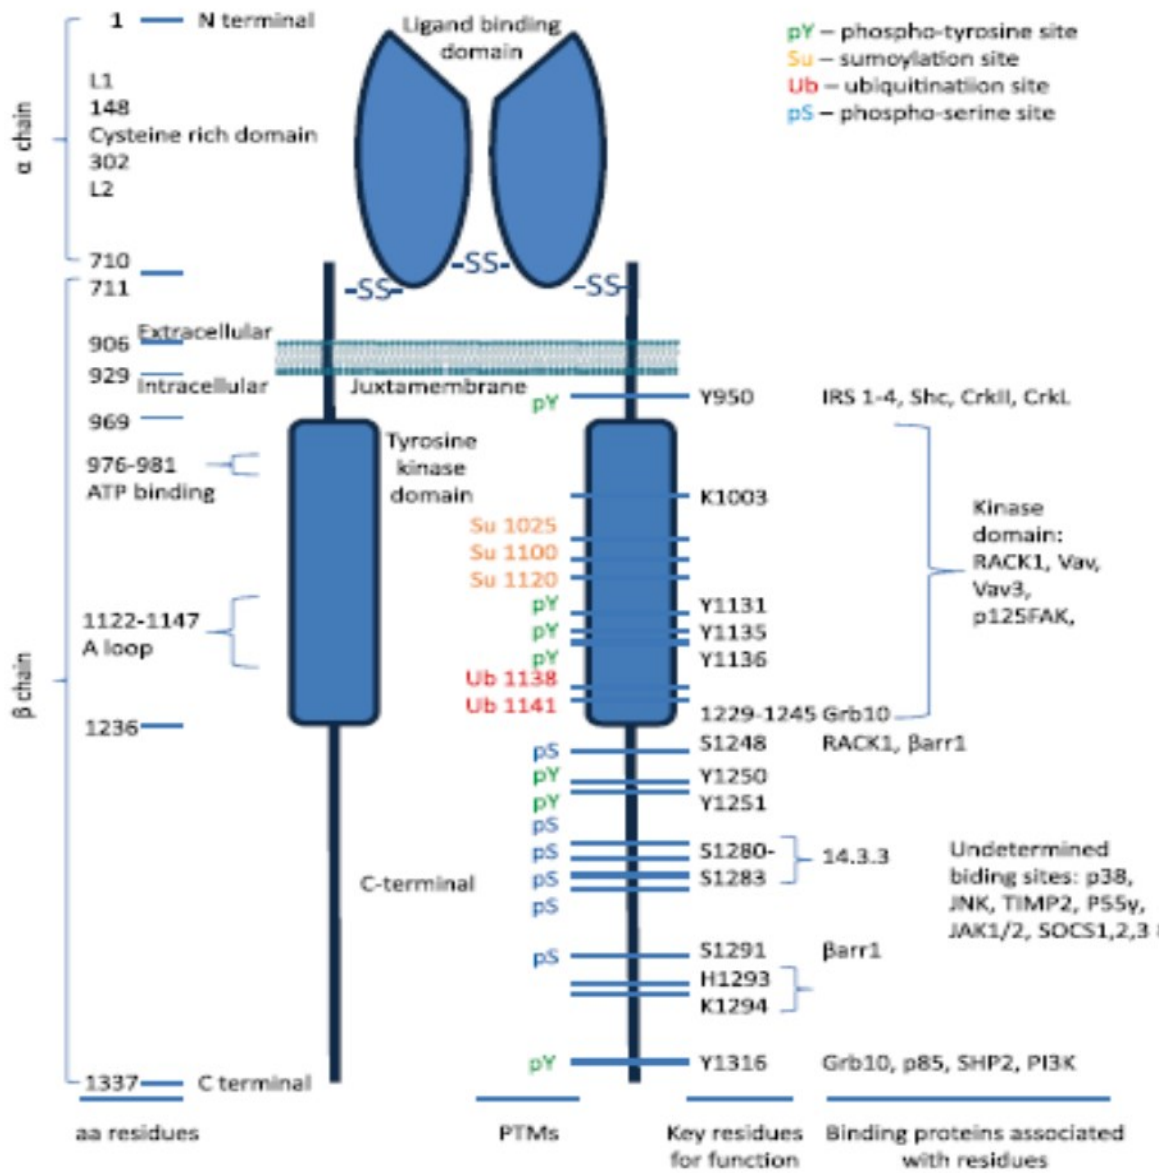 1 N terminal
Ligand binding
domain
pY – phospho-tyrosine site
Su – sumoylation site
Ub – ubiquitinatiion site
pS – phospho-serine site
α chain
L1
148
Cysteine rich domain
302
L2
710
711
-SS-
-SS-
-SS-
Extracellular
906
929
Intracellular
Juxtamembrane
pY Y950 IRS 1-4, Shc, CrkII, CrkL
969
976-981
ATP binding
Tyrosine
kinase
domain
K1003
Kinase
domain:
RACK1, Vav,
Vav3,
p125FAK,
Su 1025
Su 1100
Su 1120
pY Y1131
pY Y1135
pY Y1136
1122-1147
A loop
β chain
Ub 1138
Ub 1141
1229-1245 Grb10
1236
pS S1248 RACK1, βarr1
pY Y1250
pY Y1251
pS
pS S1280- 14.3.3
pS S1283
pS
Undetermined
biding sites: p38,
JNK, TIMP2, P55γ,
JAK1/2, SOCS1,2,3
C-terminal
pS S1291 βarr1
H1293
K1294
pY Y1316 Grb10, p85, SHP2, PI3K
1337 C terminal
aa residues
PTMs
Key residues
for function
Binding proteins associated
with residues